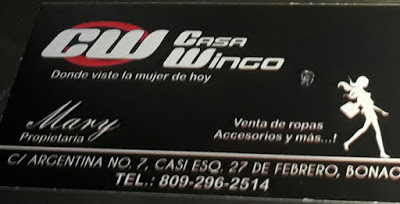 CW CASA WINGO
Donde viste la mujer de hoy
Mary
Propietaria
Venta de ropas
Accesorios y más...!
C/ ARGENTINA NO. 7, CASI ESQ. 27 DE FEBRERO, BONAO
TEL.: 809-296-2514